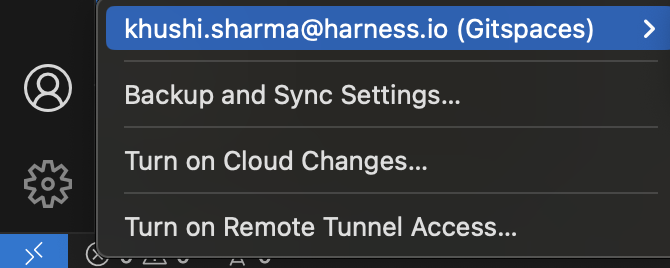 khushi.sharma@harness.io (Gitspaces)
Backup and Sync Settings...
Turn on Cloud Changes...
Turn on Remote Tunnel Access...